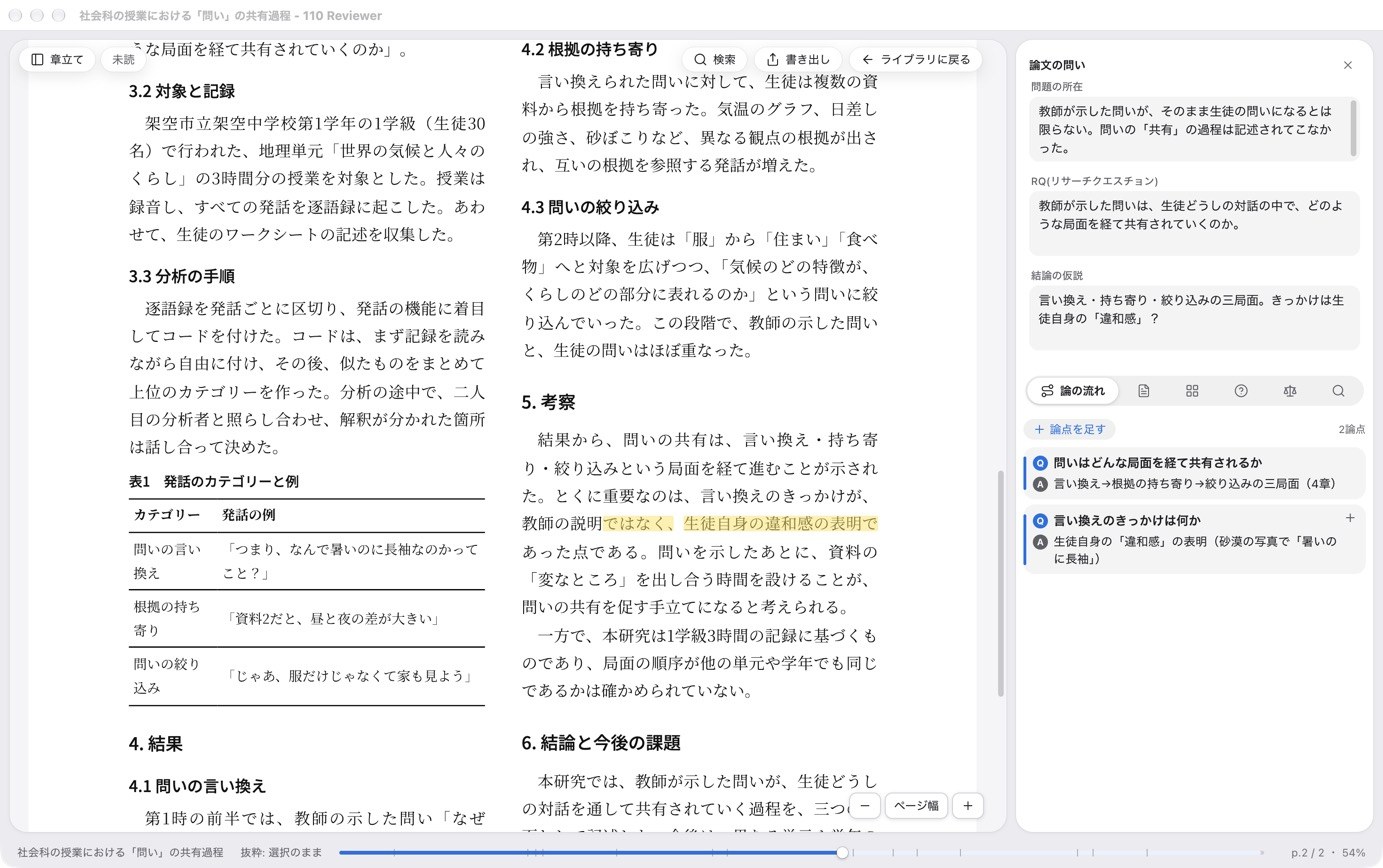 社会科の授業における「問い」の共有過程 - 110 Reviewer
章立て
未読
検索
書き出し
ライブラリに戻る
うな局面を経て共有されていくのか」。
3.2 対象と記録
架空市立架空中学校第1学年の1学級（生徒30
名）で行われた、地理単元「世界の気候と人々の
くらし」の3時間分の授業を対象とした。授業は
録音し、すべての発話を逐語録に起こした。あわ
せて、生徒のワークシートの記述を収集した。
3.3 分析の手順
逐語録を発話ごとに区切り、発話の機能に着目
してコードを付けた。コードは、まず記録を読み
ながら自由に付け、その後、似たものをまとめて
上位のカテゴリーを作った。分析の途中で、二人
目の分析者と照らし合わせ、解釈が分かれた箇所
は話し合って決めた。
表1　発話のカテゴリーと例
カテゴリー　発話の例
問いの言い
換え
「つまり、なんで暑いのに長袖なのかって
こと？」
根拠の持ち
寄り
「資料2だと、昼と夜の差が大きい」
問いの絞り
込み
「じゃあ、服だけじゃなくて家も見よう」
4. 結果
4.1 問いの言い換え
第1時の前半では、教師の示した問い「なぜ
4.2 根拠の持ち寄り
言い換えられた問いに対して、生徒は複数の資
料から根拠を持ち寄った。気温のグラフ、日差し
の強さ、砂ぼこりなど、異なる観点の根拠が出さ
れ、互いの根拠を参照する発話が増えた。
4.3 問いの絞り込み
第2時以降、生徒は「服」から「住まい」「食べ
物」へと対象を広げつつ、「気候のどの特徴が、
くらしのどの部分に表れるのか」という問いに絞
り込んでいった。この段階で、教師の示した問い
と、生徒の問いはほぼ重なった。
5. 考察
結果から、問いの共有は、言い換え・持ち寄
り・絞り込みという局面を経て進むことが示され
た。とくに重要なのは、言い換えのきっかけが、
教師の説明ではなく、生徒自身の違和感の表明で
あった点である。問いを示したあとに、資料の
「変なところ」を出し合う時間を設けることが、
問いの共有を促す手立てになると考えられる。
一方で、本研究は1学級3時間の記録に基づくも
のであり、局面の順序が他の単元や学年でも同じ
であるかは確かめられていない。
6. 結論と今後の課題
本研究では、教師が示した問いが、生徒どうし
の対話を通して共有されていく過程を、三つ
ページ幅
論文の問い
問題の所在
教師が示した問いが、そのまま生徒の問いになるとは
限らない。問いの「共有」の過程は記述されてこなか
った。
RQ(リサーチクエスチョン)
教師が示した問いは、生徒どうしの対話の中で、どのよ
うな局面を経て共有されていくのか。
結論の仮説
言い換え・持ち寄り・絞り込みの三局面。きっかけは生
徒自身の「違和感」？
論の流れ
+ 論点を足す
2論点
Q 問いはどんな局面を経て共有されるか
A 言い換え→根拠の持ち寄り→絞り込みの三局面（4章）
Q 言い換えのきっかけは何か
A 生徒自身の「違和感」の表明（砂漠の写真で「暑いの
に長袖」）
社会科の授業における「問い」の共有過程
抜粋: 選択のまま
p.2 / 2 ・ 54%